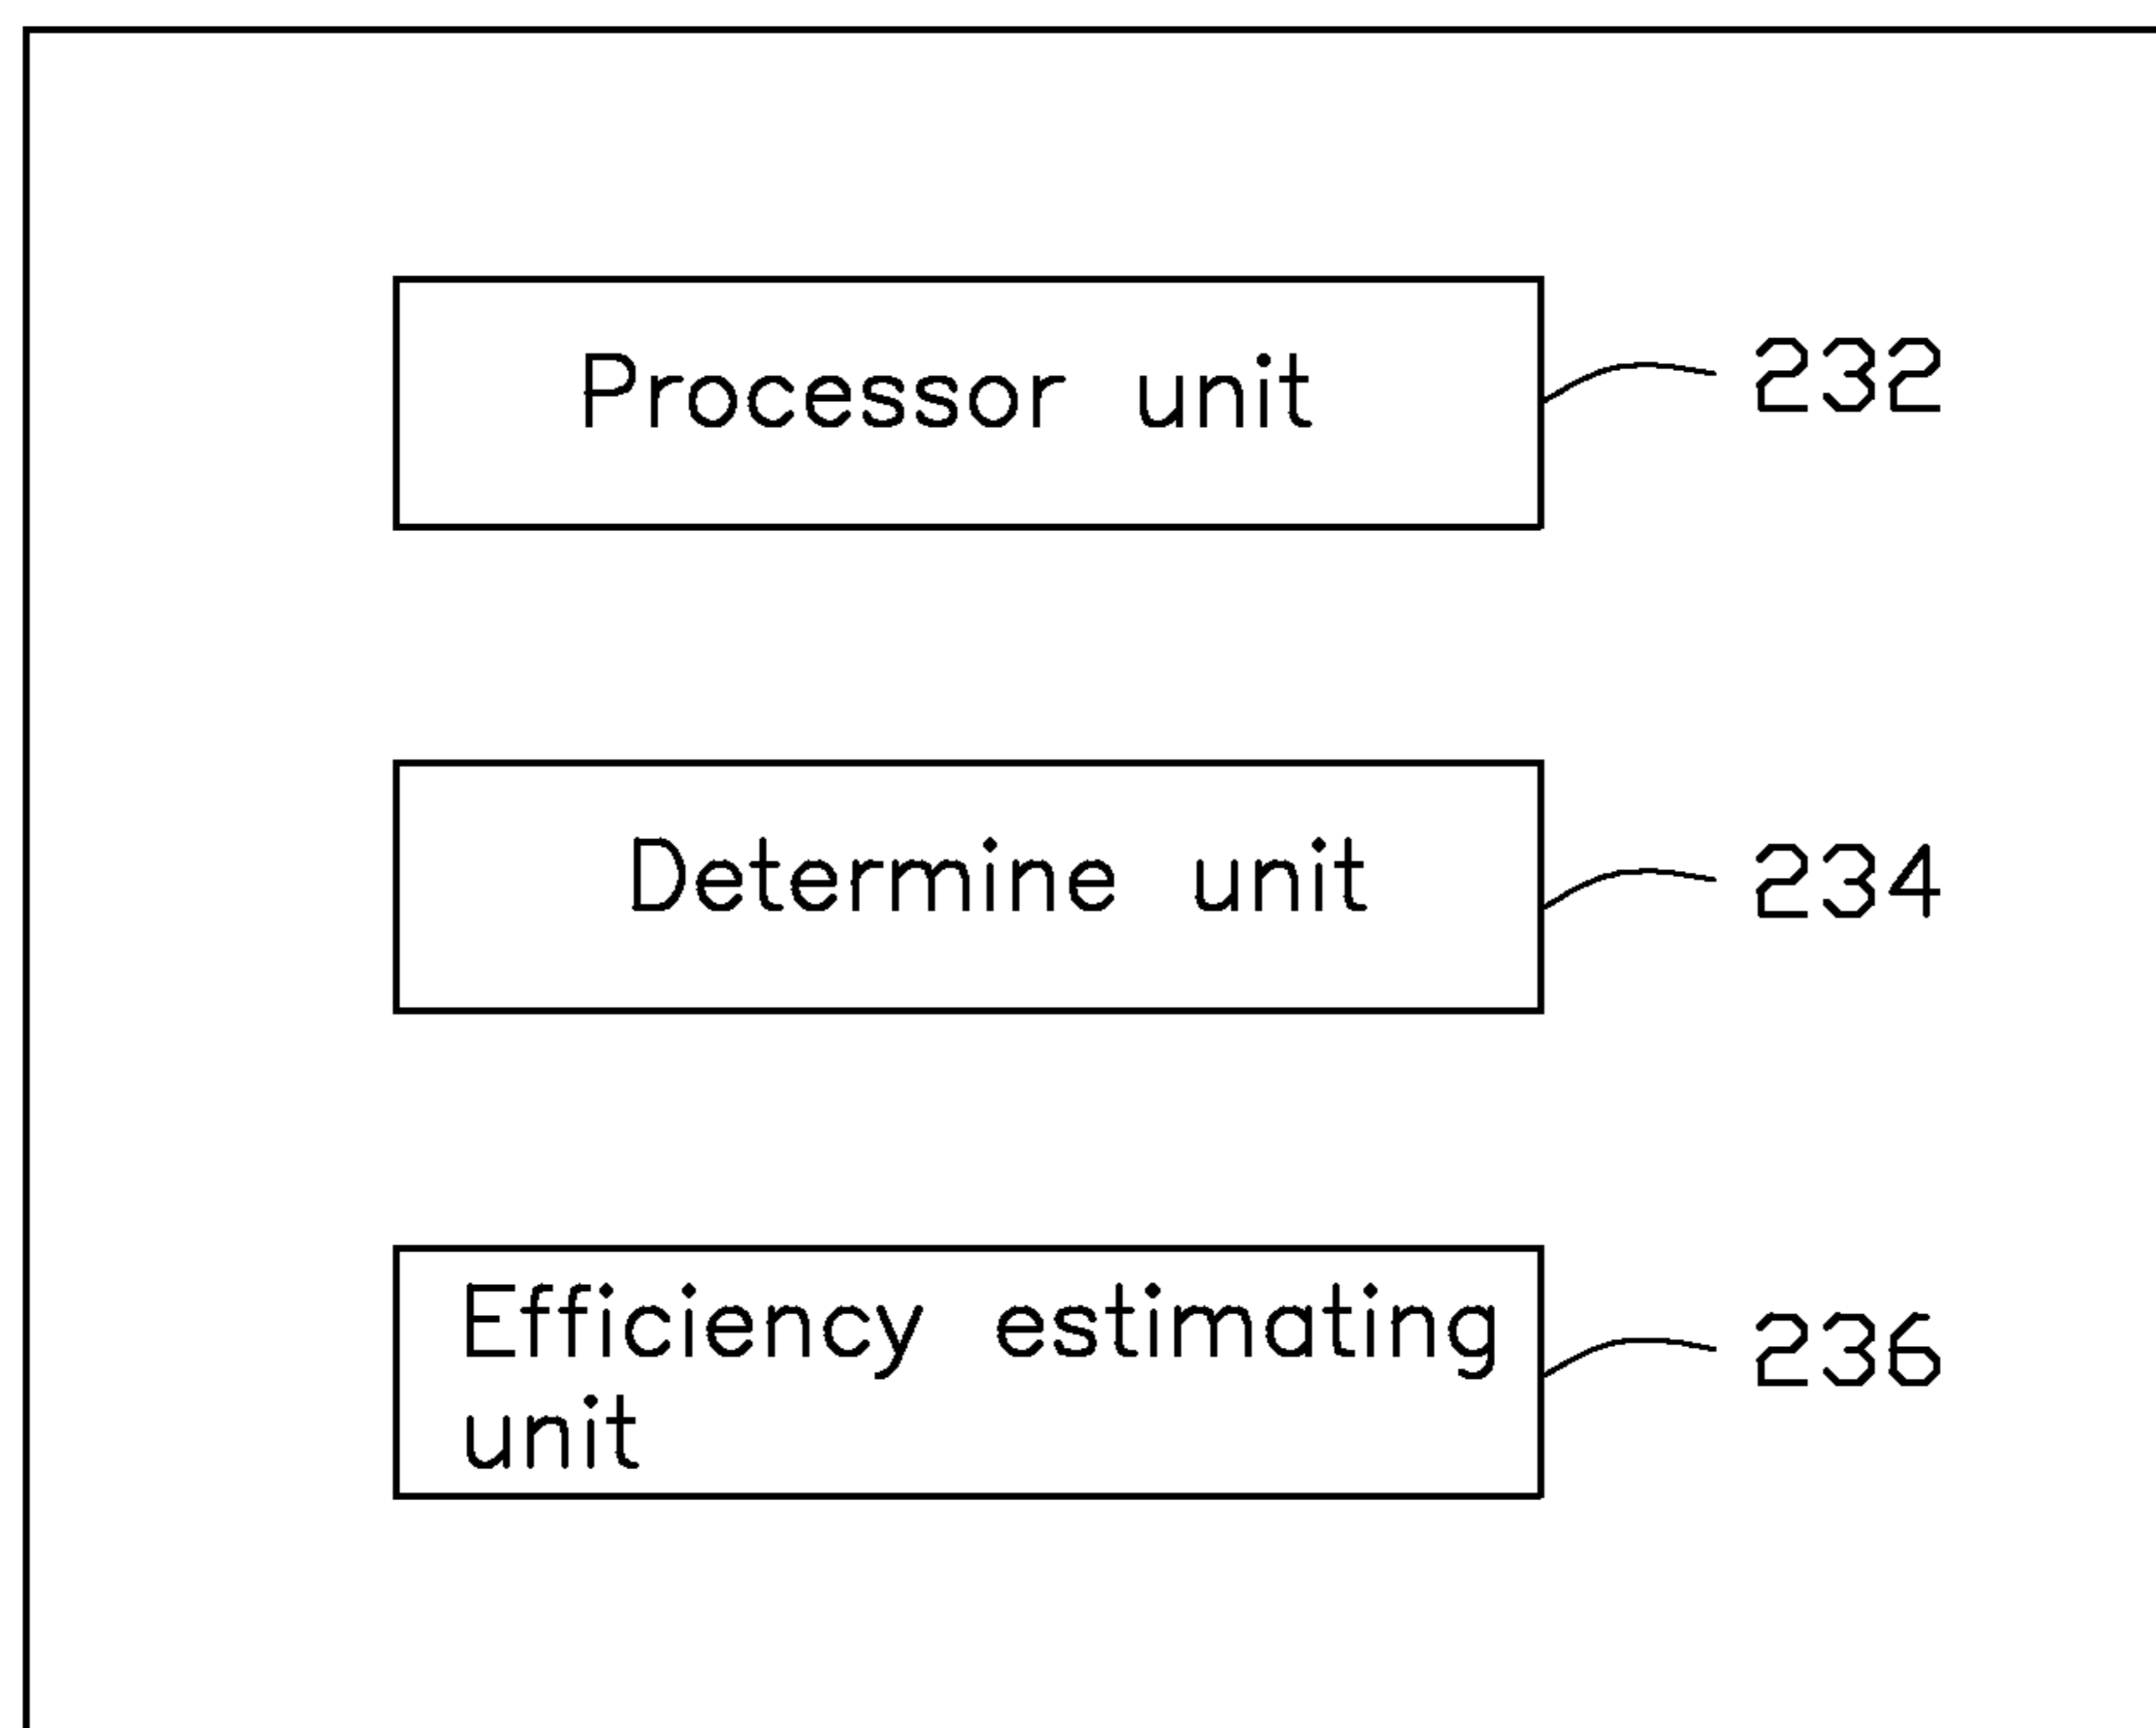 Processor unit 232
Determine unit 234
Efficiency estimating
unit
236